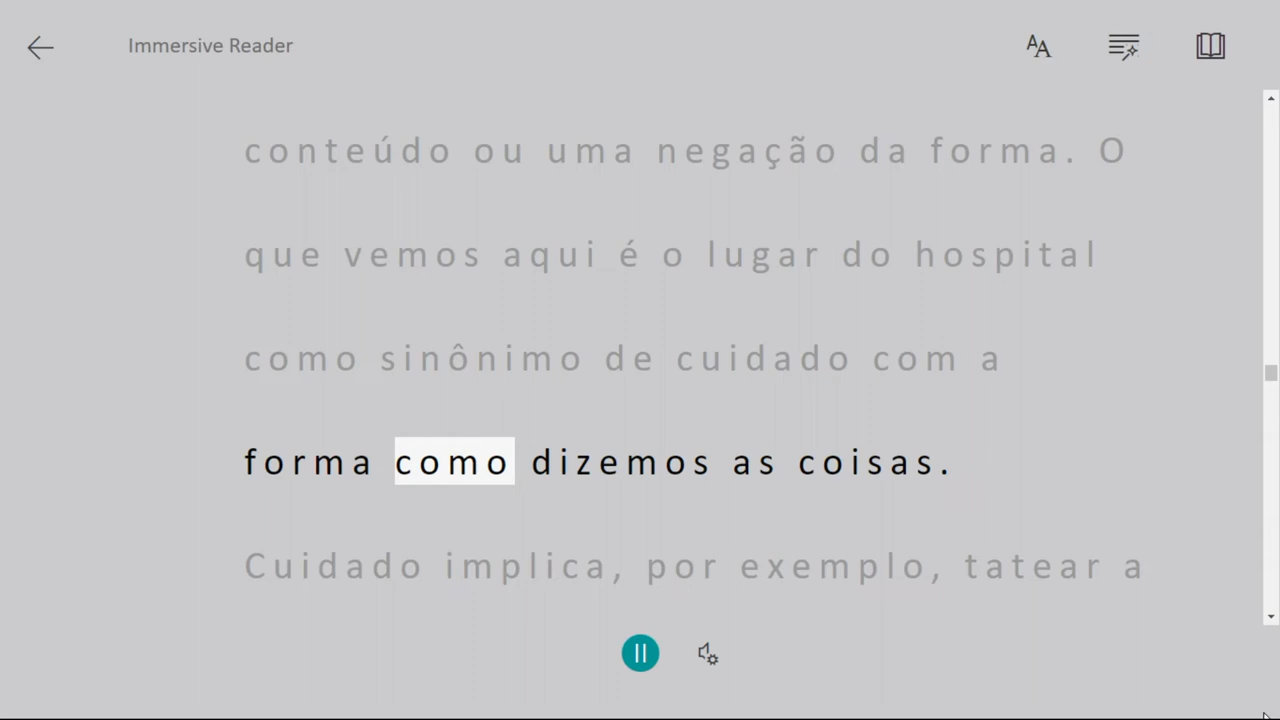 Immersive Reader
conteúdo ou uma negação da forma. O
que vemos aqui é o lugar do hospital
como sinônimo de cuidado com a
forma como dizemos as coisas.
Cuidado implica, por exemplo, tatear a